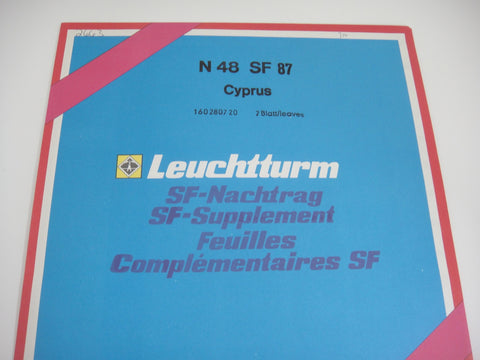 N 48 SF 87
Cyprus
160280720 2 Blatt/leaves
Leuchtturm
SF-Nachtrag
SF-Supplement
Feuilles
Complémentaires SF